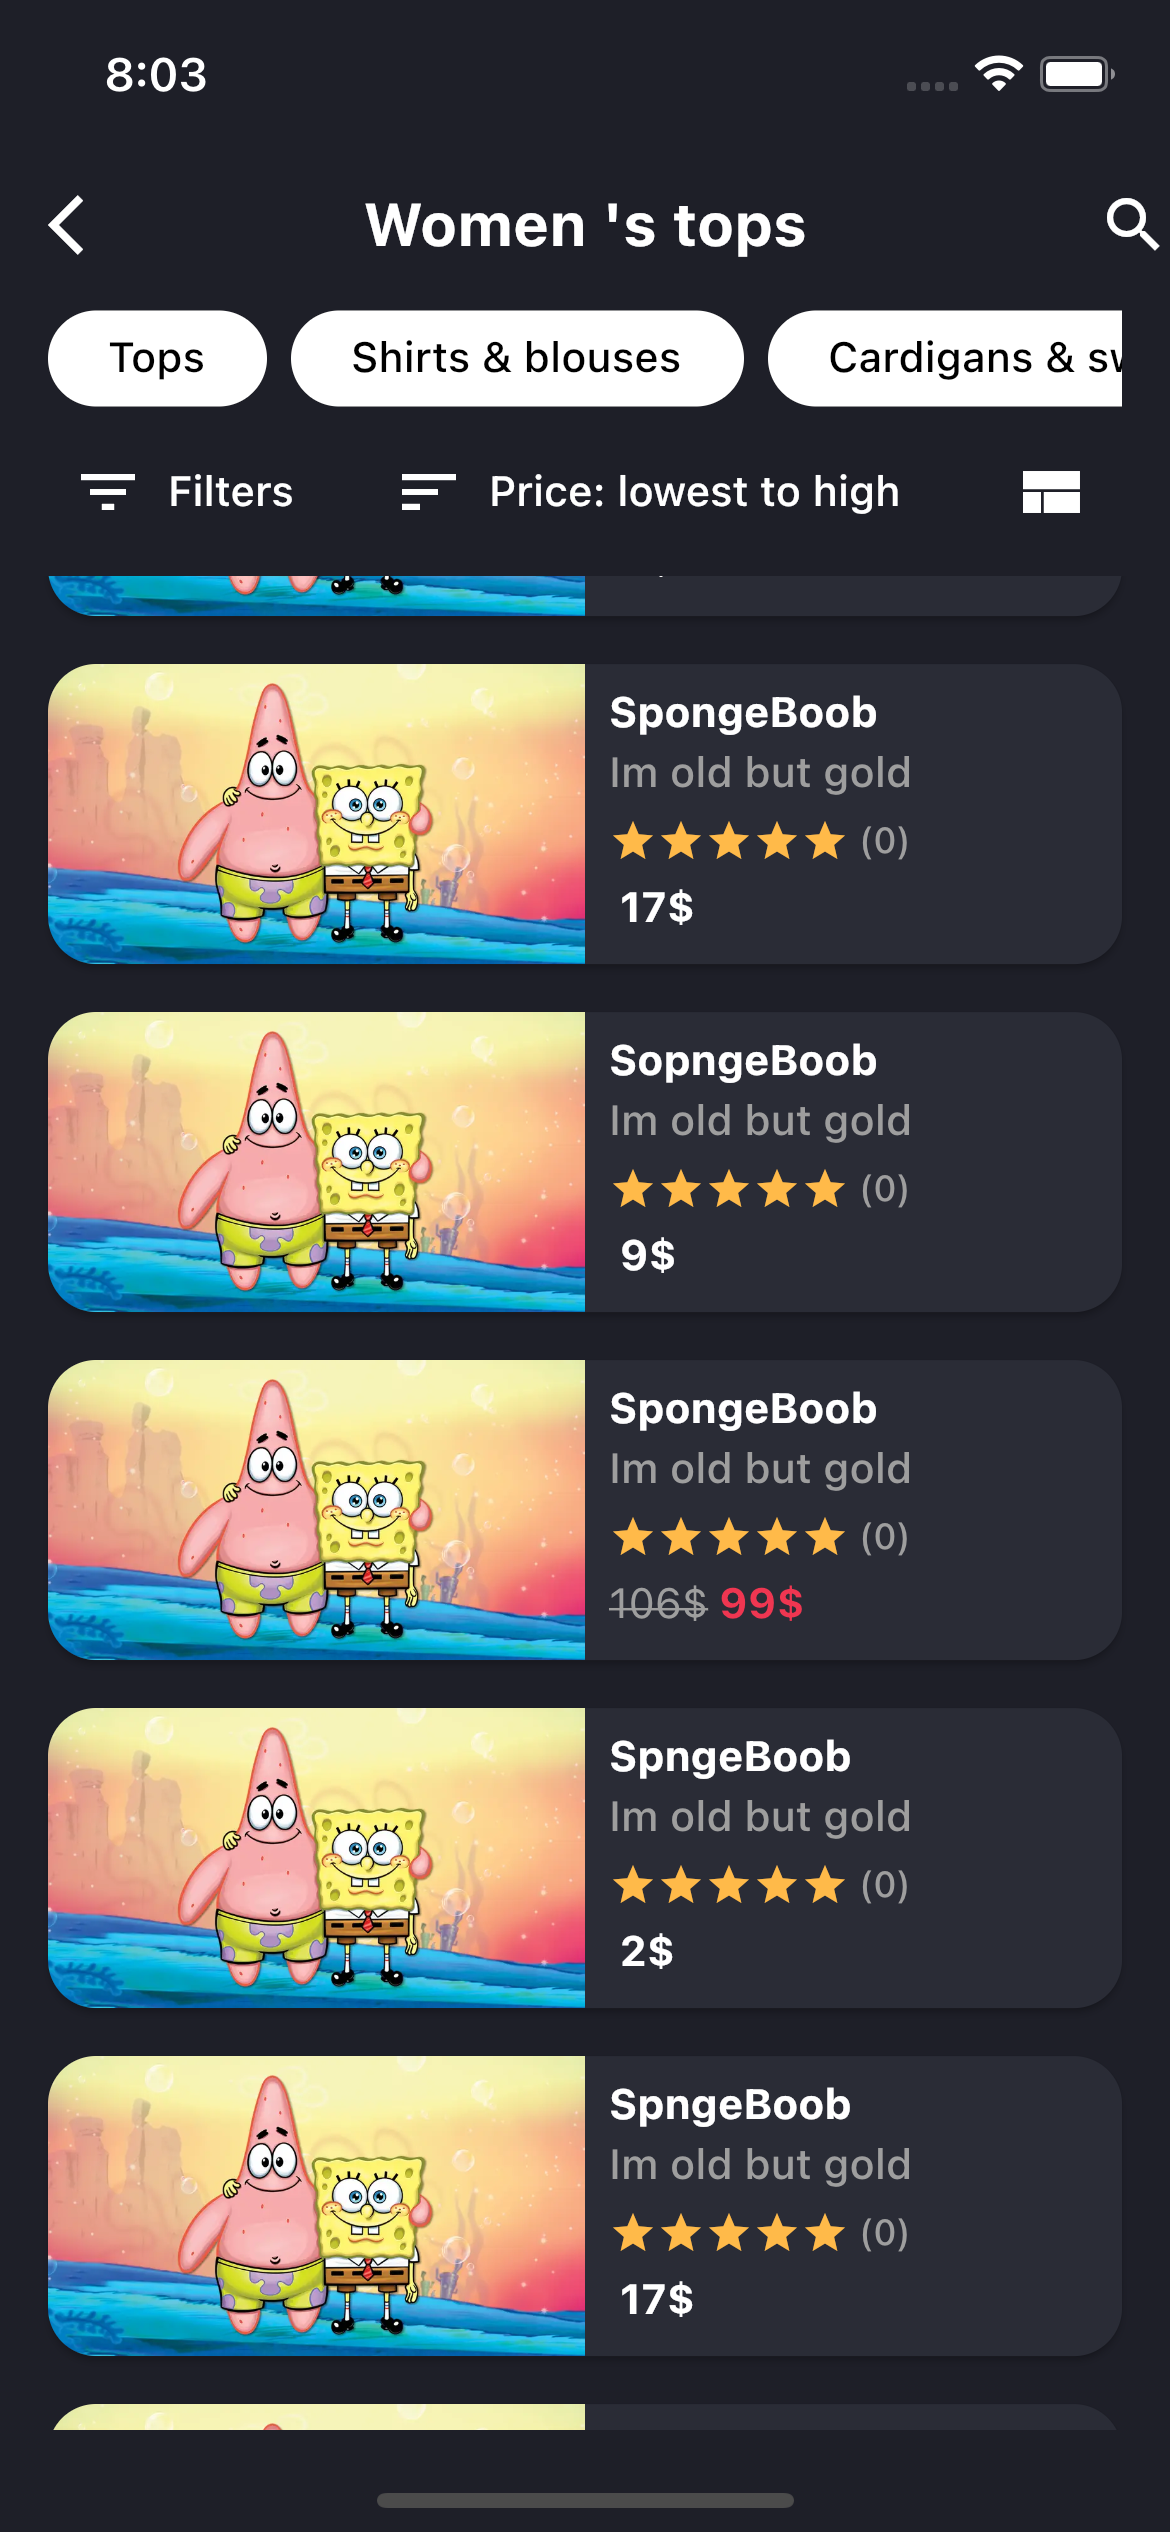 8:03
Women 's tops
Tops
Shirts & blouses
Cardigans & sw
Filters
Price: lowest to high
SpongeBoob
Im old but gold
(0)
17$
SopngeBoob
Im old but gold
(0)
9$
SpongeBoob
Im old but gold
(0)
106$ 99$
SpngeBoob
Im old but gold
(0)
2$
SpngeBoob
Im old but gold
(0)
17$